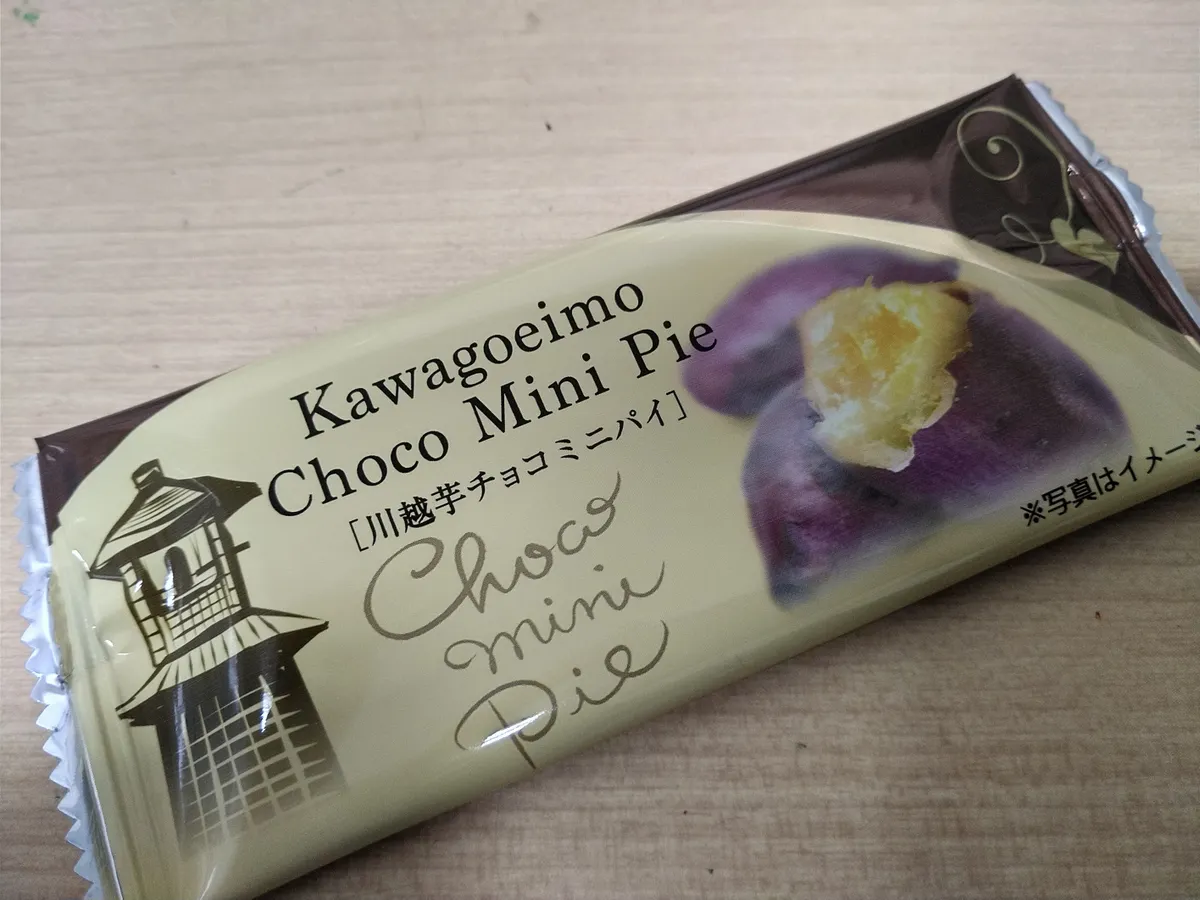 Kawagoeimo
Choco Mini Pie
[川越芋チョコミニパイ]
Choco
mini
Pie
※写真はイメージ